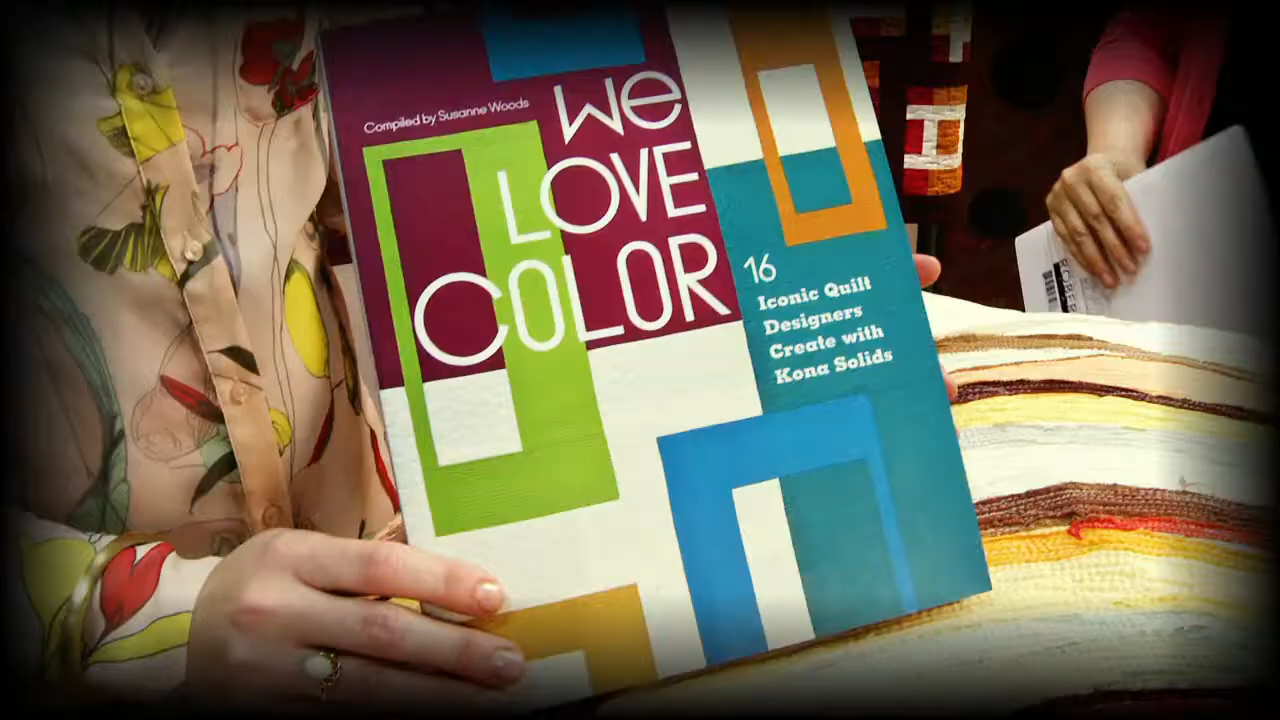 Compiled by Susanne Woods
We
LOVE
COLOR
16
Iconic Quilt
Designers
Create with
Kona Solids